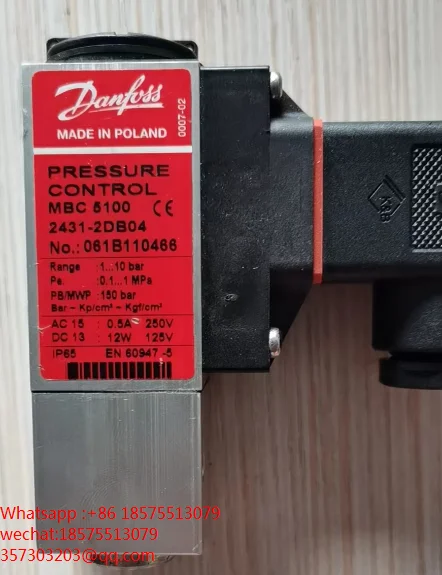 Danfoss
MADE IN POLAND
0007-02
PRESSURE
CONTROL
MBC 5100 CE
2431-2DB04
No.: 061B110466
Range : 1...10 bar
Pe. : 0.1...1 MPa
PB/MWP : 150 bar
Bar ~ Kp/cm² ~ Kgf/cm²
AC 15 : 0.5A 250V
DC 13 : 12W 125V
IP65 EN 60947 -5
Whatsapp :+86 18575513079
wechat:18575513079
357303203@qq.com